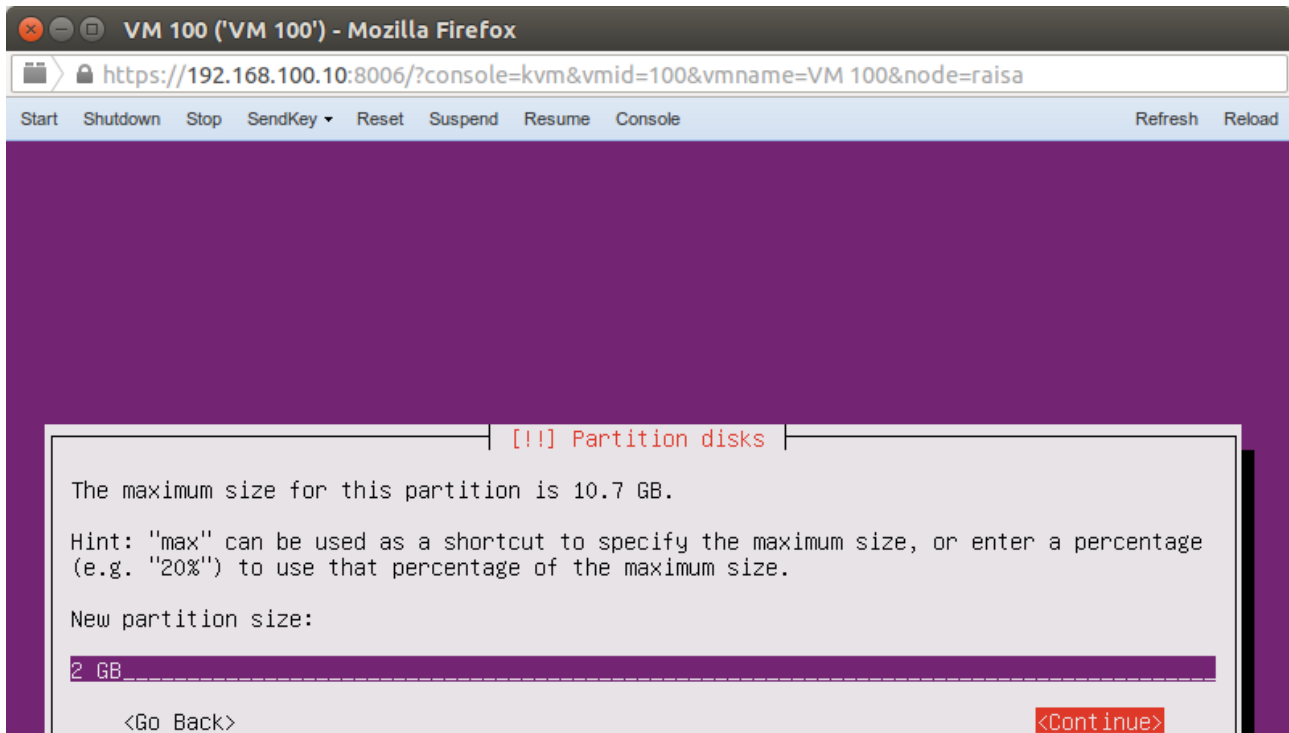 VM 100 ('VM 100') - Mozilla Firefox
https://192.168.100.10:8006/?console=kvm&vmid=100&vmname=VM 100&node=raisa
Start Shutdown Stop SendKey Reset Suspend Resume Console Refresh Reload
[!!] Partition disks
The maximum size for this partition is 10.7 GB.
Hint: "max" can be used as a shortcut to specify the maximum size, or enter a percentage
(e.g. "20%") to use that percentage of the maximum size.
New partition size:
2 GB
<Go Back> <Continue>